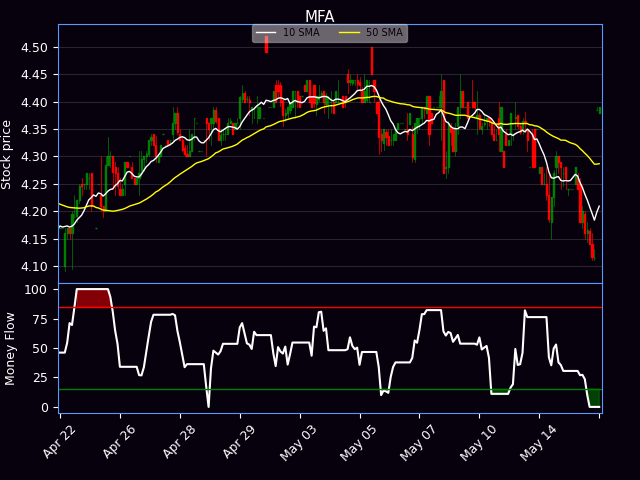 MFA
10 SMA
50 SMA
Stock price
4.50
4.45
4.40
4.35
4.30
4.25
4.20
4.15
4.10
Money Flow
100
75
50
25
0
Apr 22
Apr 26
Apr 28
Apr 29
May 03
May 05
May 07
May 10
May 14